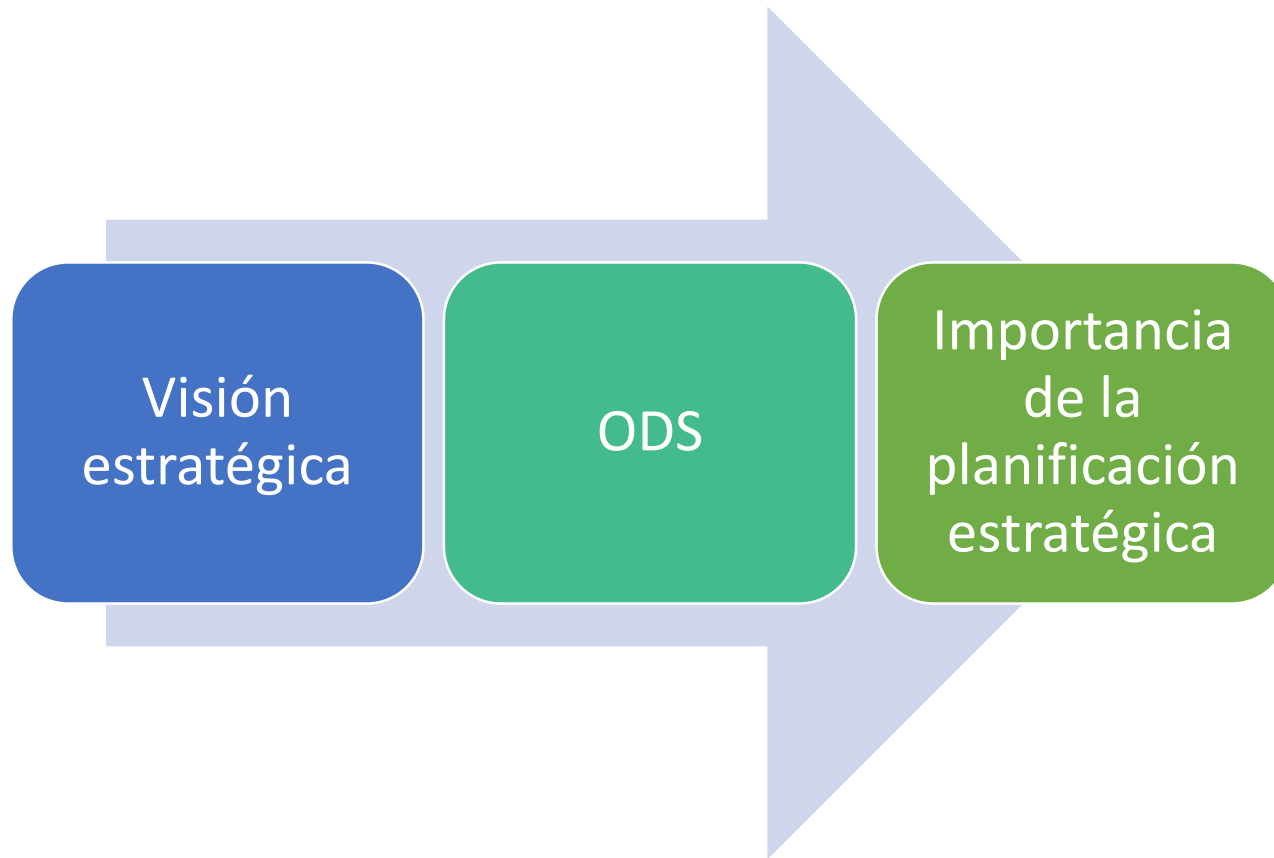 Visión
estratégica
ODS
Importancia
de la
planificación
estratégica